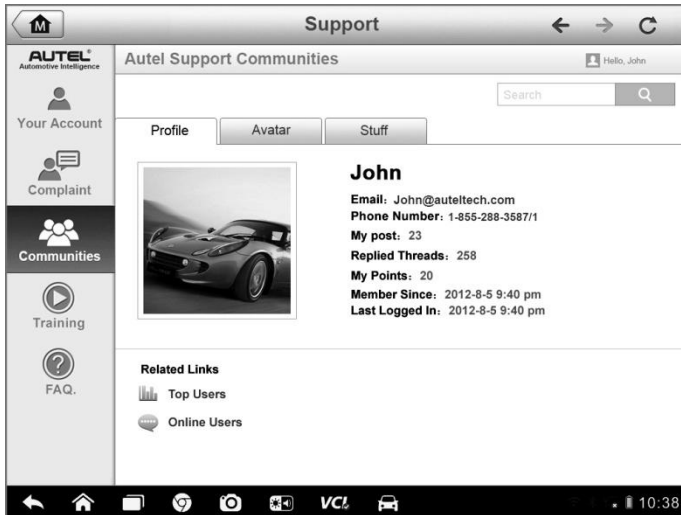 M
Support
AUTEL®
Automotive Intelligence
Autel Support Communities
Hello, John
Search
Your Account
Complaint
Communities
Training
?
FAQ.
Profile
Avatar
Stuff
John
Email: John@auteltech.com
Phone Number: 1-855-288-3587/1
My post: 23
Replied Threads: 258
My Points: 20
Member Since: 2012-8-5 9:40 pm
Last Logged In: 2012-8-5 9:40 pm
Related Links
Top Users
Online Users
VCI
10:38